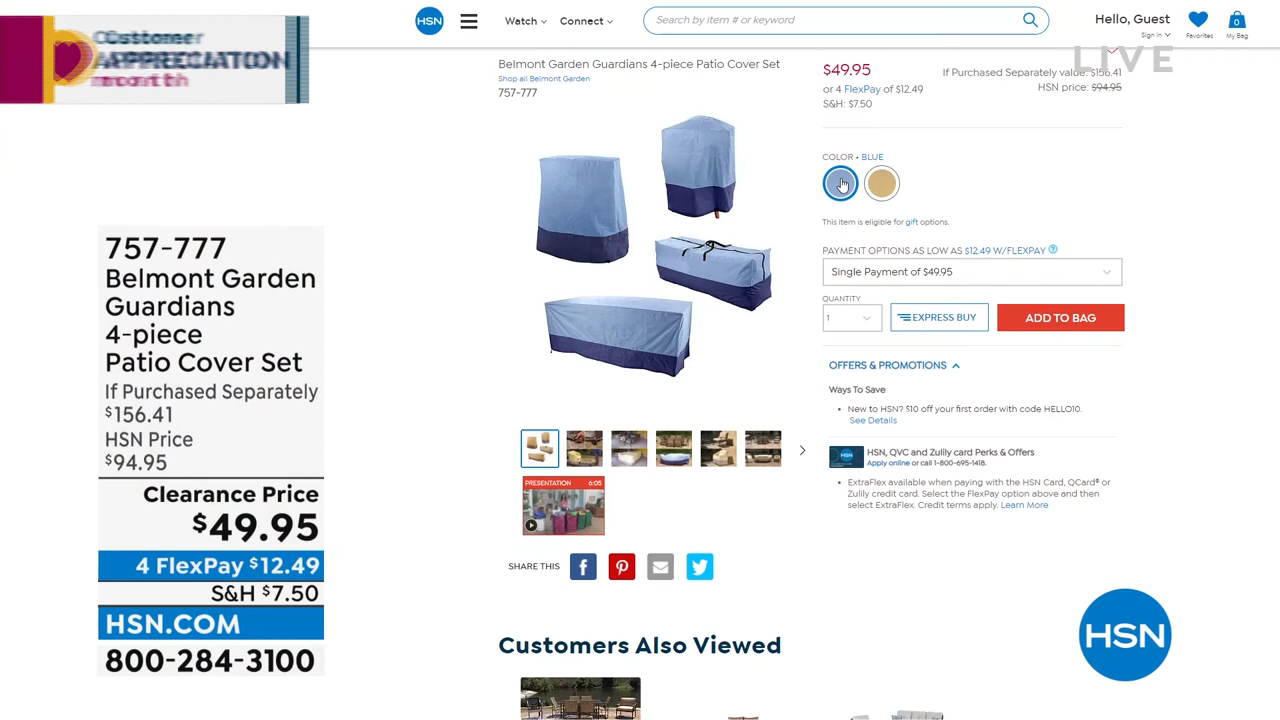 Customer
APPRECIATION
month
HSN
Watch
Connect
Search by item # or keyword
Hello, Guest
Sign in
Favorites
0
My Bag
LIVE
Belmont Garden Guardians 4-piece Patio Cover Set
Shop all Belmont Garden
757-777
$49.95
or 4 FlexPay of $12.49
S&H: $7.50
If Purchased Separately value: $156.41
HSN price: $94.95
COLOR • BLUE
This item is eligible for gift options.
PAYMENT OPTIONS AS LOW AS $12.49 W/FLEXPAY ?
Single Payment of $49.95
QUANTITY
1
EXPRESS BUY
ADD TO BAG
OFFERS & PROMOTIONS
Ways To Save
• New to HSN? $10 off your first order with code HELLO10.
See Details
HSN
HSN, QVC and Zulily card Perks & Offers
Apply online or call 1-800-695-1418.
• ExtraFlex available when paying with the HSN Card, QCard® or
Zulily credit card. Select the FlexPay option above and then
select ExtraFlex. Credit terms apply. Learn More
PRESENTATION 6:05
SHARE THIS
Customers Also Viewed
757-777
Belmont Garden
Guardians
4-piece
Patio Cover Set
If Purchased Separately
$156.41
HSN Price
$94.95
Clearance Price
$49.95
4 FlexPay $12.49
S&H $7.50
HSN.COM
800-284-3100
HSN